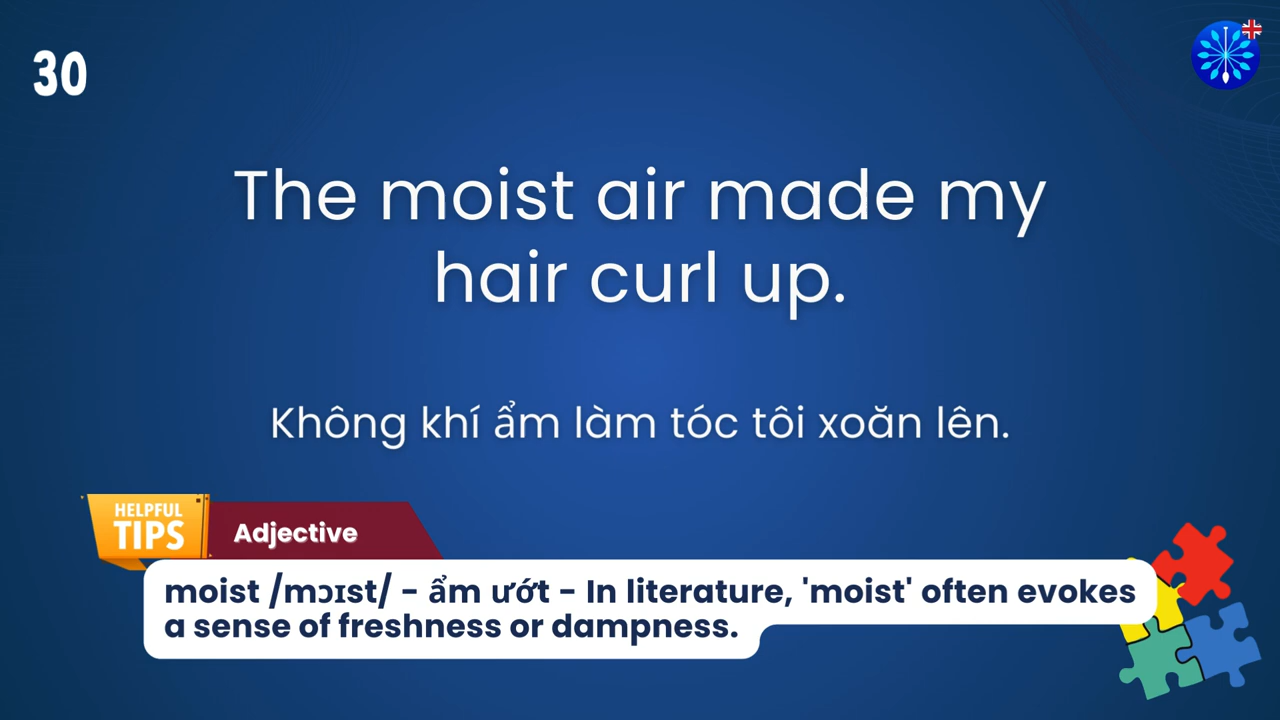 30
The moist air made my
hair curl up.
Không khí ẩm làm tóc tôi xoăn lên.
HELPFUL
TIPS
Adjective
moist /mɔɪst/ - ẩm ướt - In literature, 'moist' often evokes
a sense of freshness or dampness.